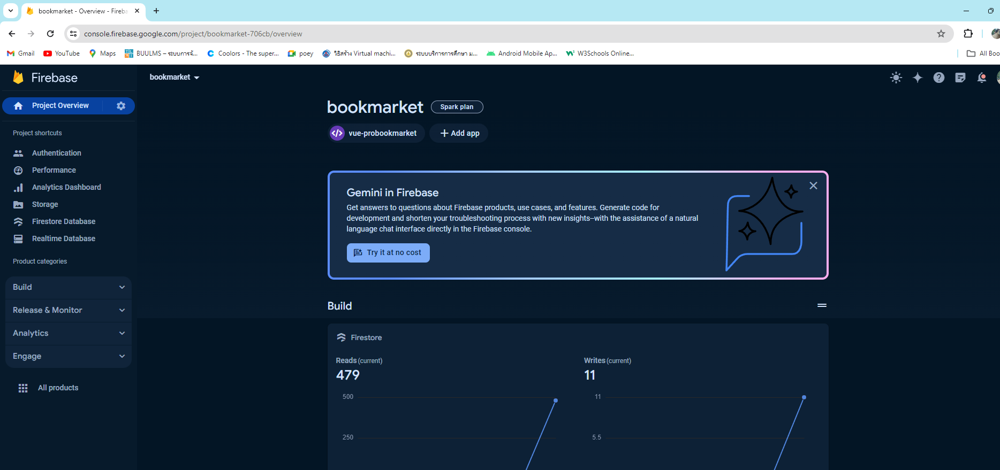 bookmarket - Overview - Fireba
console.firebase.google.com/project/bookmarket-706cb/overview
Gmail
YouTube
Maps
BUULMS – ระบบการจั...
Coolors - The super...
poey
วิธีสร้าง Virtual machi...
ระบบบริการการศึกษา ม...
Android Mobile Ap...
W3Schools Online...
All Boo
Firebase
bookmarket
Project Overview
Project shortcuts
Authentication
Performance
Analytics Dashboard
Storage
Firestore Database
Realtime Database
Product categories
Build
Release & Monitor
Analytics
Engage
All products
bookmarket
Spark plan
vue-probookmarket
Add app
Gemini in Firebase
Get answers to questions about Firebase products, use cases, and features. Generate code for
development and shorten your troubleshooting process with new insights–with the assistance of a natural
language chat interface directly in the Firebase console.
Try it at no cost
Build
Firestore
Reads (current)
479
500
250
Writes (current)
11
11
5.5